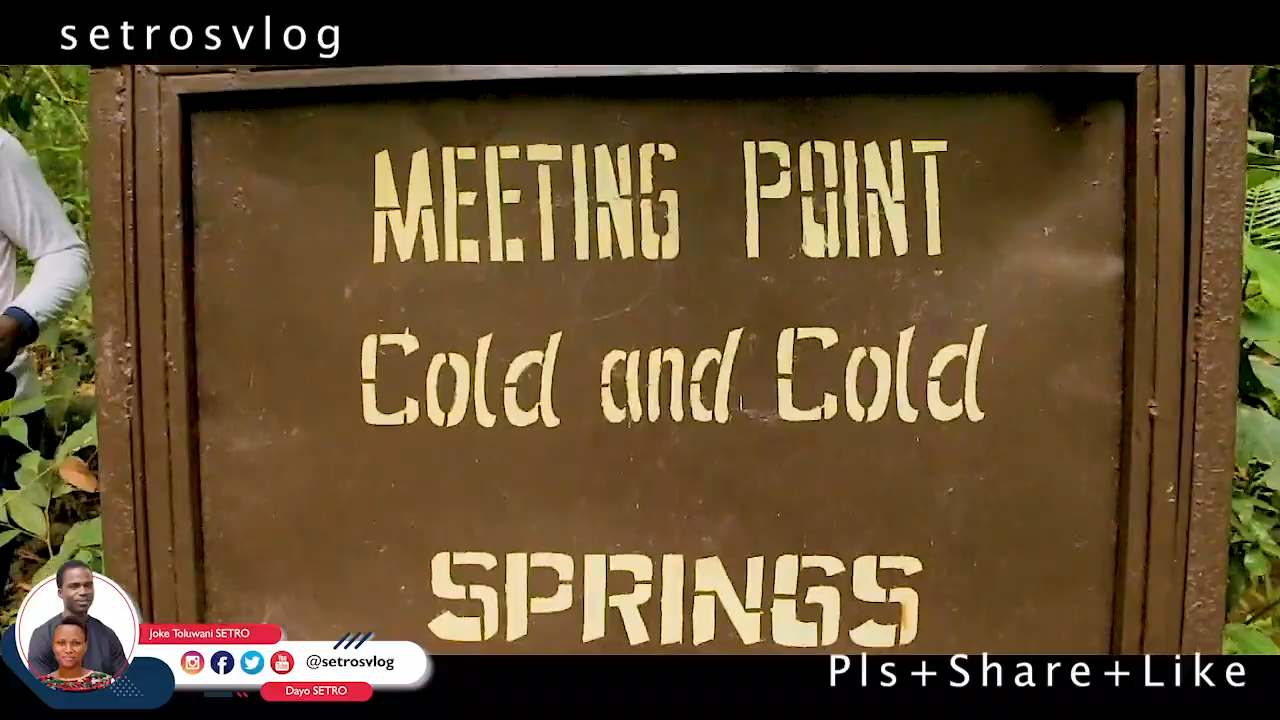 setrosvlog
MEETING POINT
Cold and Cold
SPRINGS
Joke Toluwani SETRO
@setrosvlog
Dayo SETRO
Pls+Share+Like